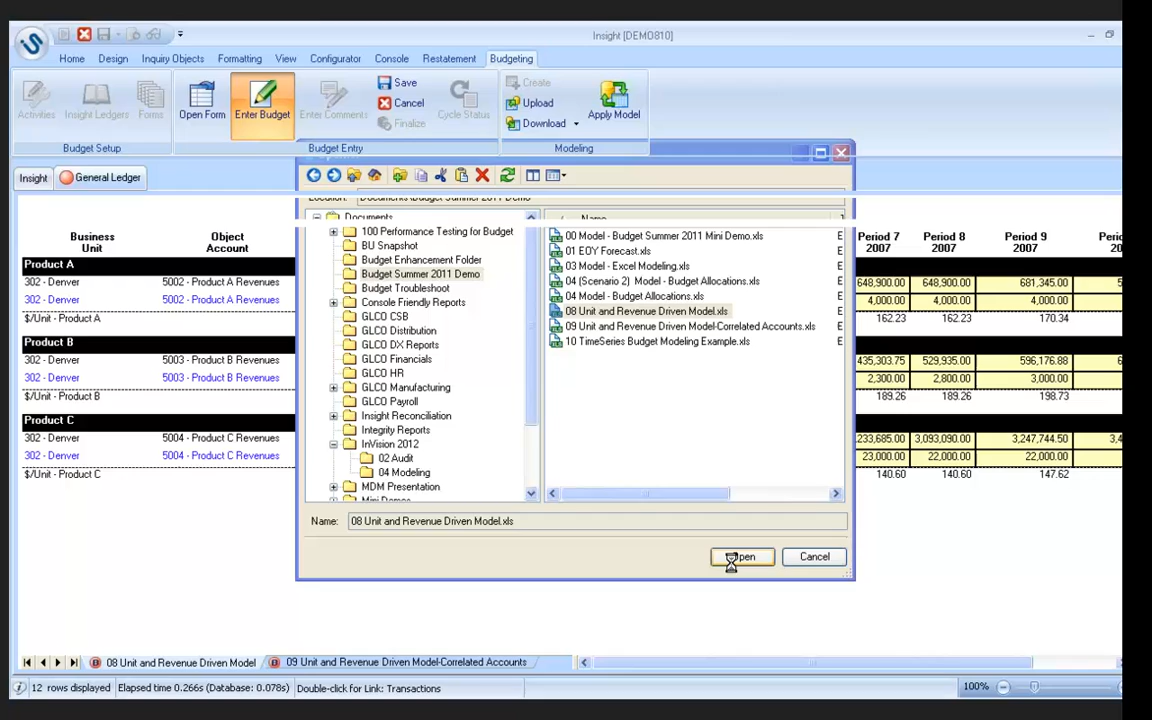 Insight [DEMO810]
Home Design Inquiry Objects Formatting View Configurator Console Restatement Budgeting
Activities Insight Ledgers Forms Open Form Enter Budget Enter Comments Save Cancel Finalize Cycle Status Create Upload Download Apply Model
Budget Setup Budget Entry Modeling
Insight General Ledger
Documents
Name
100 Performance Testing for Budget
BU Snapshot
Budget Enhancement Folder
Budget Summer 2011 Demo
Budget Troubleshoot
Console Friendly Reports
GLCO CSB
GLCO Distribution
GLCO DX Reports
GLCO Financials
GLCO HR
GLCO Manufacturing
GLCO Payroll
Insight Reconciliation
Integrity Reports
InVision 2012
02 Audit
04 Modeling
MDM Presentation
00 Model - Budget Summer 2011 Mini Demo.xls E
01 EOY Forecast.xls E
03 Model - Excel Modeling.xls E
04 (Scenario 2) Model - Budget Allocations.xls E
04 Model - Budget Allocations.xls E
08 Unit and Revenue Driven Model.xls E
09 Unit and Revenue Driven Model-Correlated Accounts.xls E
10 TimeSeries Budget Modeling Example.xls E
Name: 08 Unit and Revenue Driven Model.xls
Open Cancel
Business Unit Object Account Period 7 2007 Period 8 2007 Period 9 2007
Product A
302 - Denver 5002 - Product A Revenues 648,900.00 648,900.00 681,345.00
302 - Denver 5002 - Product A Revenues 4,000.00 4,000.00 4,000.00
$/Unit - Product A 162.23 162.23 170.34
Product B
302 - Denver 5003 - Product B Revenues 435,303.75 529,935.00 596,176.88
302 - Denver 5003 - Product B Revenues 2,300.00 2,800.00 3,000.00
$/Unit - Product B 189.26 189.26 198.73
Product C
302 - Denver 5004 - Product C Revenues ,233,685.00 3,093,090.00 3,247,744.50 3,4
302 - Denver 5004 - Product C Revenues 23,000.00 22,000.00 22,000.00
$/Unit - Product C 140.60 140.60 147.62
08 Unit and Revenue Driven Model 09 Unit and Revenue Driven Model-Correlated Accounts
12 rows displayed Elapsed time 0.266s (Database: 0.078s) Double-click for Link: Transactions 100%